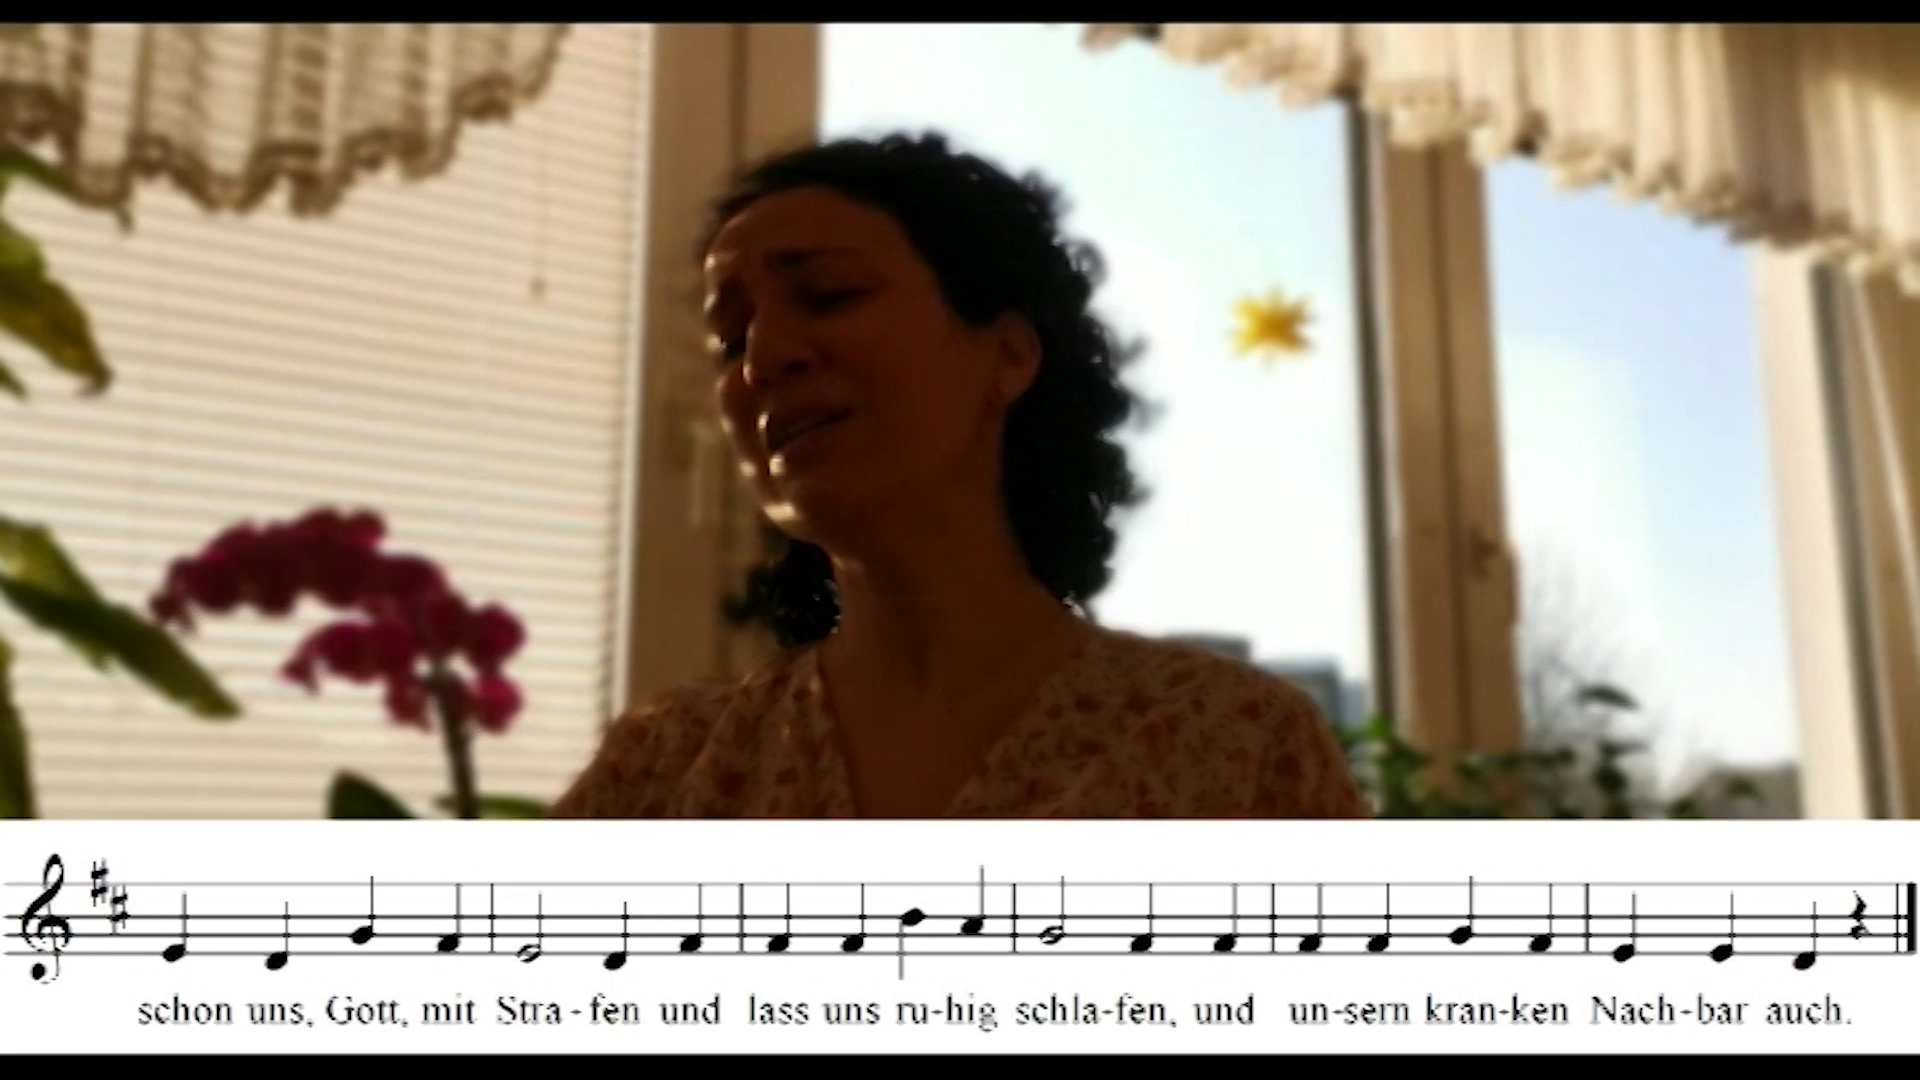 schon uns, Gott, mit Stra-fen und lass uns ru-hig schla-fen, und un-sern kran-ken Nach-bar auch.